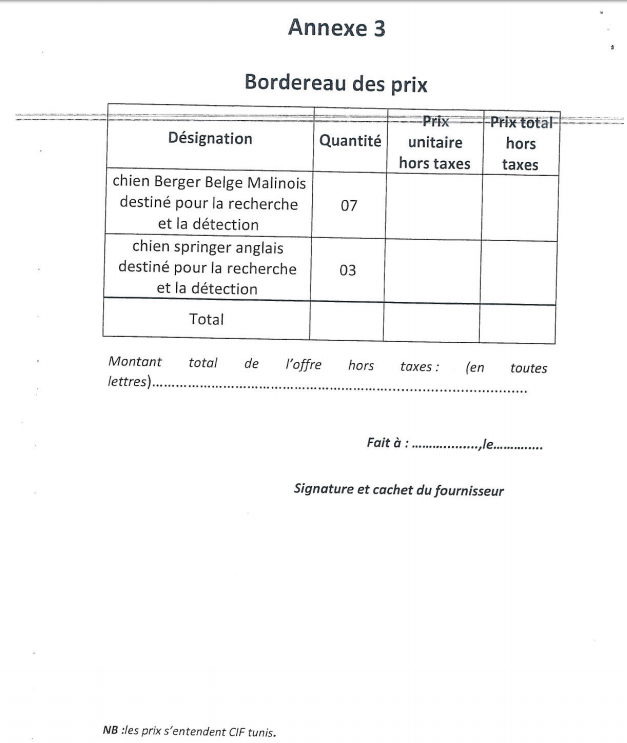 Annexe 3
Bordereau des prix
Désignation Quantité Prix unitaire hors taxes Prix total hors taxes
chien Berger Belge Malinois
destiné pour la recherche
et la détection
07
chien springer anglais
destiné pour la recherche
et la détection
03
Total
Montant total de l'offre hors taxes : (en toutes
lettres)....................................................................................
Fait à : ..................,le.............
Signature et cachet du fournisseur
NB :les prix s'entendent CIF tunis.